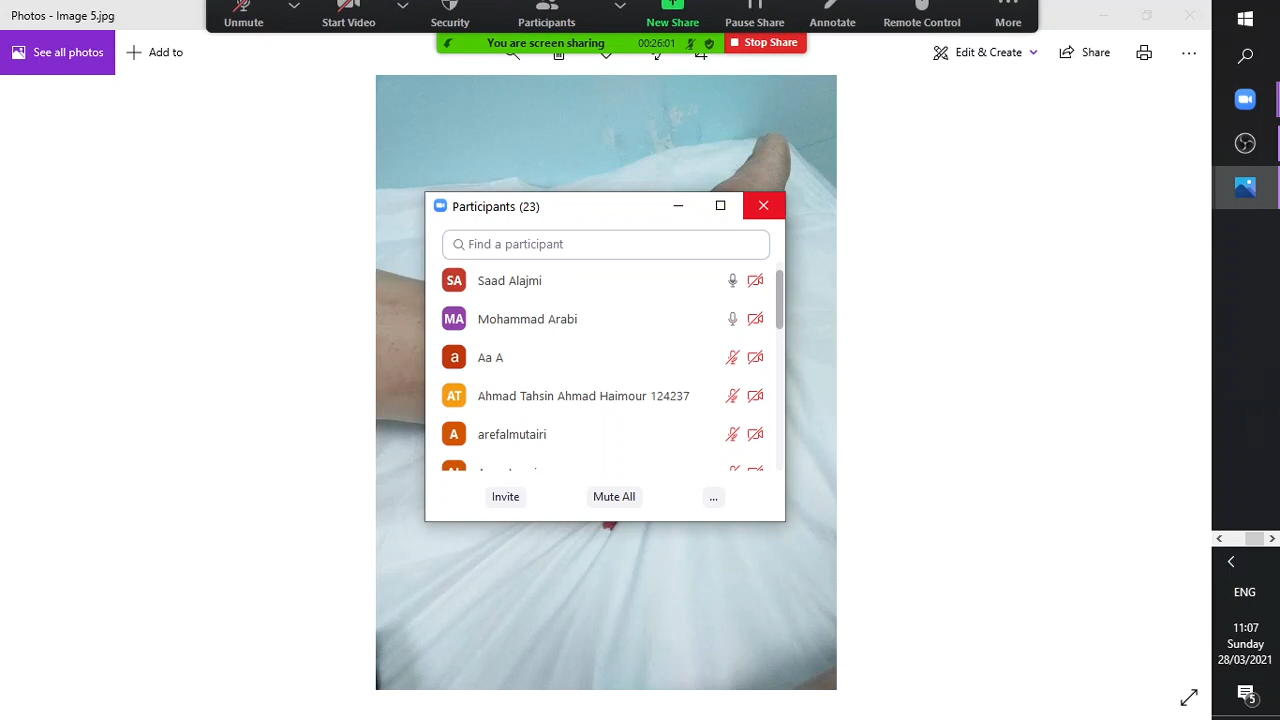 Photos - Image 5.jpg
Unmute
Start Video
Security
Participants
New Share
Pause Share
Annotate
Remote Control
More
You are screen sharing
00:26:01
Stop Share
See all photos
Add to
Edit & Create
Share
Participants (23)
Find a participant
SA Saad Alajmi
MA Mohammad Arabi
a Aa A
AT Ahmad Tahsin Ahmad Haimour 124237
A arefalmutairi
Invite
Mute All
...
ENG
11:07
Sunday
28/03/2021
5